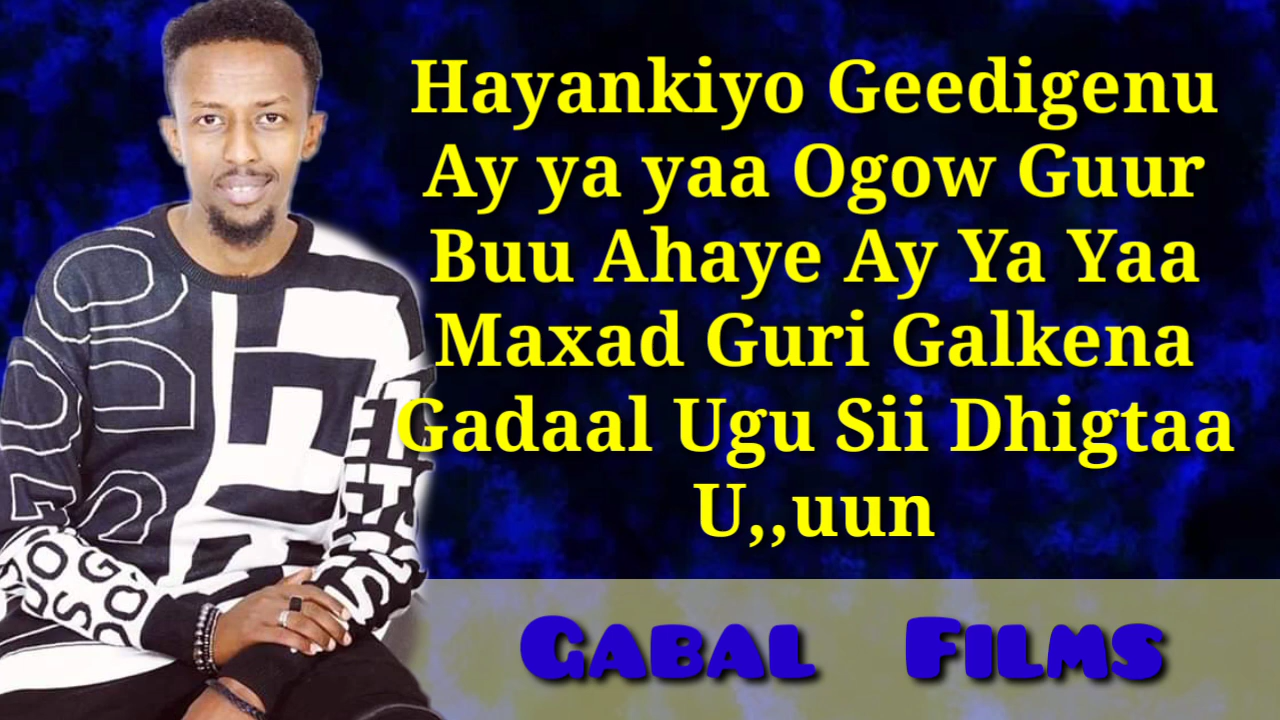 Hayankiyo Geedigenu
Ay ya yaa Ogow Guur
Buu Ahaye Ay Ya Yaa
Maxad Guri Galkena
Gadaal Ugu Sii Dhigtaa
U,,uun
GABAL FILMS